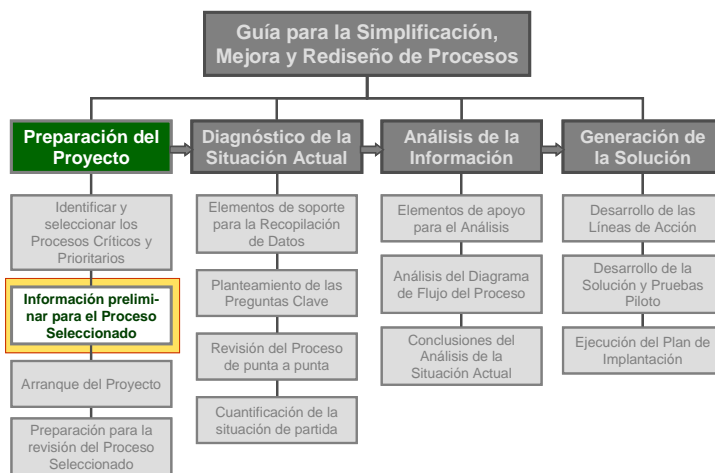 Guía para la Simplificación,
Mejora y Rediseño de Procesos
Preparación del
Proyecto
Identificar y
seleccionar los
Procesos Críticos y
Prioritarios
Información prelimi-
nar para el Proceso
Seleccionado
Arranque del Proyecto
Preparación para la
revisión del Proceso
Seleccionado
Diagnóstico de la
Situación Actual
Elementos de soporte
para la Recopilación
de Datos
Planteamiento de las
Preguntas Clave
Revisión del Proceso
de punta a punta
Cuantificación de la
situación de partida
Análisis de la
Información
Elementos de apoyo
para el Análisis
Análisis del Diagrama
de Flujo del Proceso
Conclusiones del
Análisis de la
Situación Actual
Generación de
la Solución
Desarrollo de las
Líneas de Acción
Desarrollo de la
Solución y Pruebas
Piloto
Ejecución del Plan de
Implantación